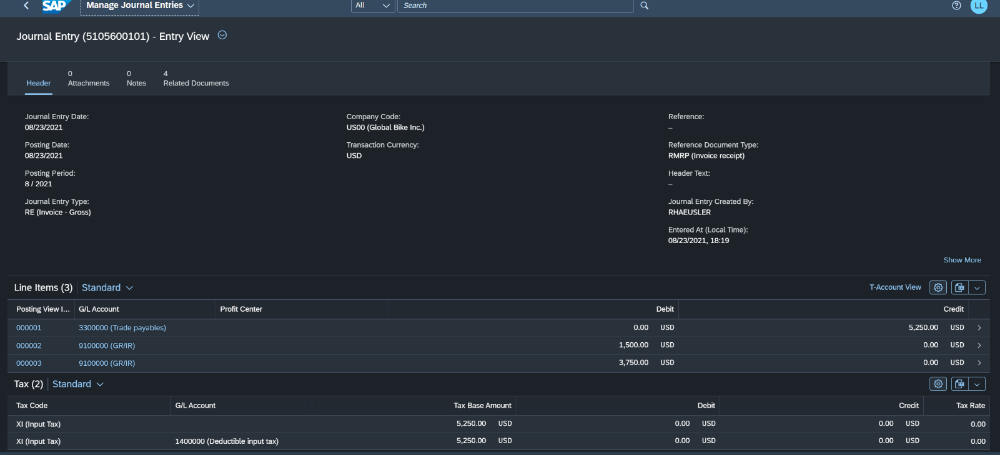 SAP Manage Journal Entries All Search LL
Journal Entry (5105600101) - Entry View
0 0 4
Header Attachments Notes Related Documents
Journal Entry Date: Company Code: Reference:
08/23/2021 US00 (Global Bike Inc.) –
Posting Date: Transaction Currency: Reference Document Type:
08/23/2021 USD RMRP (Invoice receipt)
Posting Period: Header Text:
8 / 2021 –
Journal Entry Type: Journal Entry Created By:
RE (Invoice - Gross) RHAEUSLER
Entered At (Local Time):
08/23/2021, 18:19
Show More
Line Items (3) Standard T-Account View
Posting View I... G/L Account Profit Center Debit Credit
000001 3300000 (Trade payables) 0.00 USD 5,250.00 USD
000002 9100000 (GR/IR) 1,500.00 USD 0.00 USD
000003 9100000 (GR/IR) 3,750.00 USD 0.00 USD
Tax (2) Standard
Tax Code G/L Account Tax Base Amount Debit Credit Tax Rate
XI (Input Tax) 5,250.00 USD 0.00 USD 0.00 USD 0.00
XI (Input Tax) 1400000 (Deductible input tax) 5,250.00 USD 0.00 USD 0.00 USD 0.00